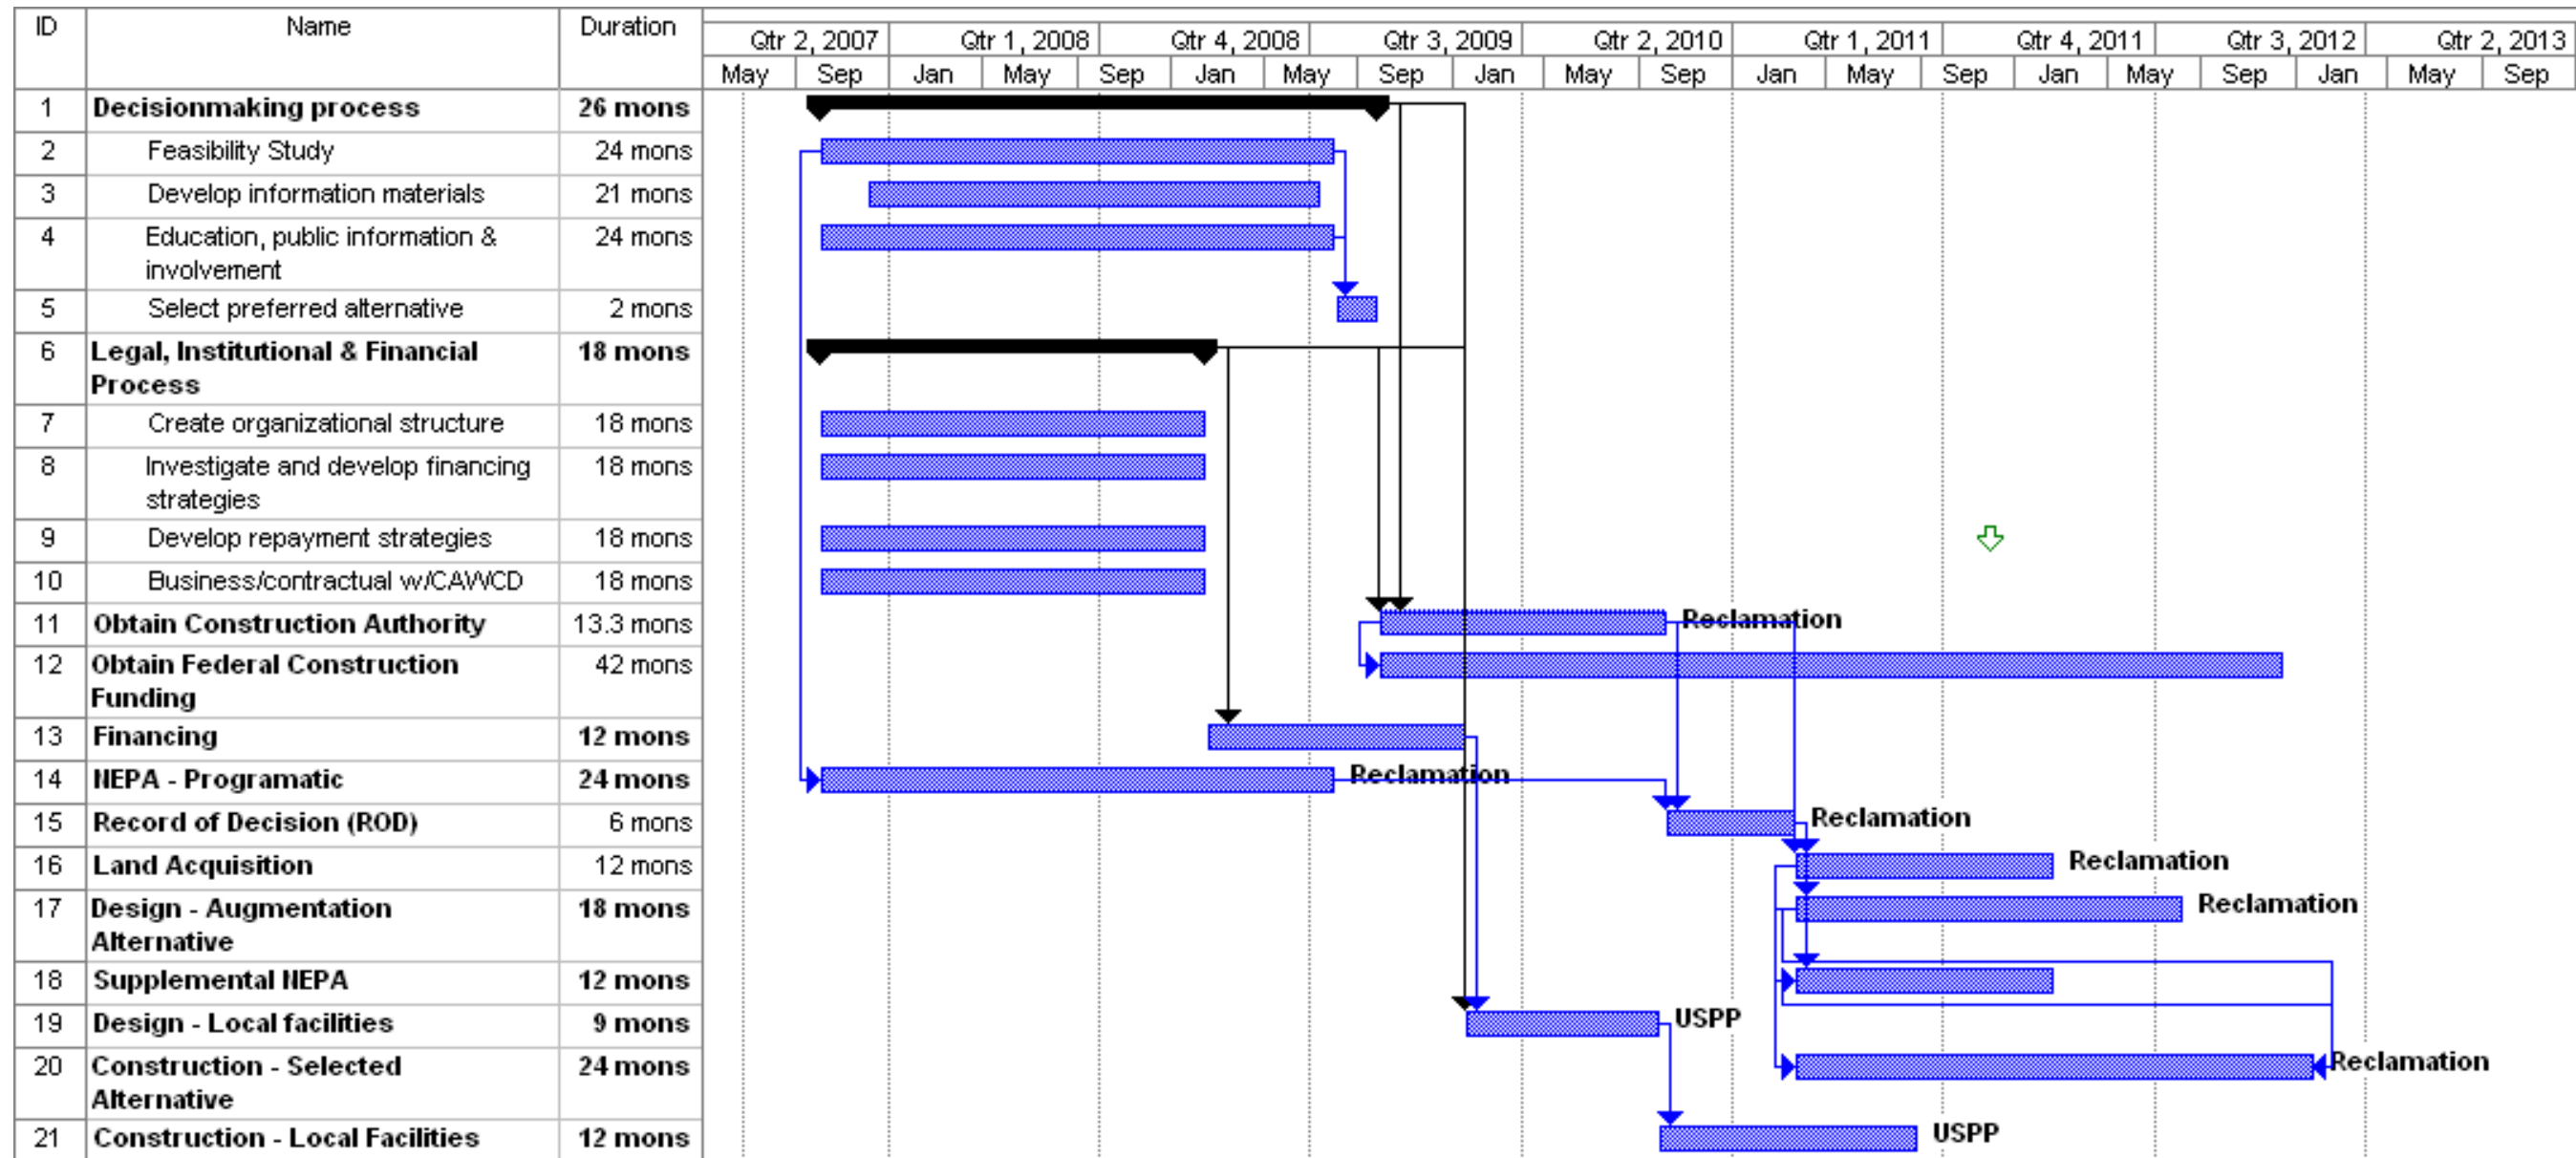 ID Name Duration Qtr 2, 2007 Qtr 1, 2008 Qtr 4, 2008 Qtr 3, 2009 Qtr 2, 2010 Qtr 1, 2011 Qtr 4, 2011 Qtr 3, 2012 Qtr 2, 2013
May Sep Jan May Sep Jan May Sep Jan May Sep Jan May Sep Jan May Sep Jan May Sep
1 Decisionmaking process 26 mons
2 Feasibility Study 24 mons
3 Develop information materials 21 mons
4 Education, public information & 24 mons
involvement
5 Select preferred alternative 2 mons
6 Legal, Institutional & Financial 18 mons
Process
7 Create organizational structure 18 mons
8 Investigate and develop financing 18 mons
strategies
9 Develop repayment strategies 18 mons
10 Business/contractual w/CAWCD 18 mons
11 Obtain Construction Authority 13.3 mons Reclamation
12 Obtain Federal Construction 42 mons
Funding
13 Financing 12 mons
14 NEPA - Programatic 24 mons Reclamation
15 Record of Decision (ROD) 6 mons Reclamation
16 Land Acquisition 12 mons Reclamation
17 Design - Augmentation 18 mons Reclamation
Alternative
18 Supplemental NEPA 12 mons
19 Design - Local facilities 9 mons USPP
20 Construction - Selected 24 mons Reclamation
Alternative
21 Construction - Local Facilities 12 mons USPP